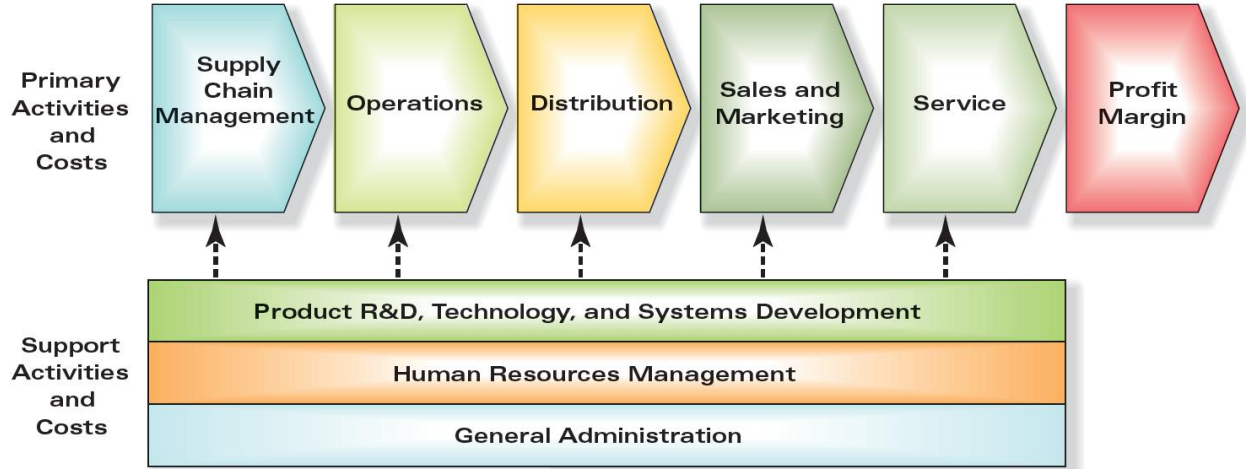 Primary
Activities
and
Costs
Supply
Chain
Management
Operations
Distribution
Sales and
Marketing
Service
Profit
Margin
Support
Activities
and
Costs
Product R&D, Technology, and Systems Development
Human Resources Management
General Administration